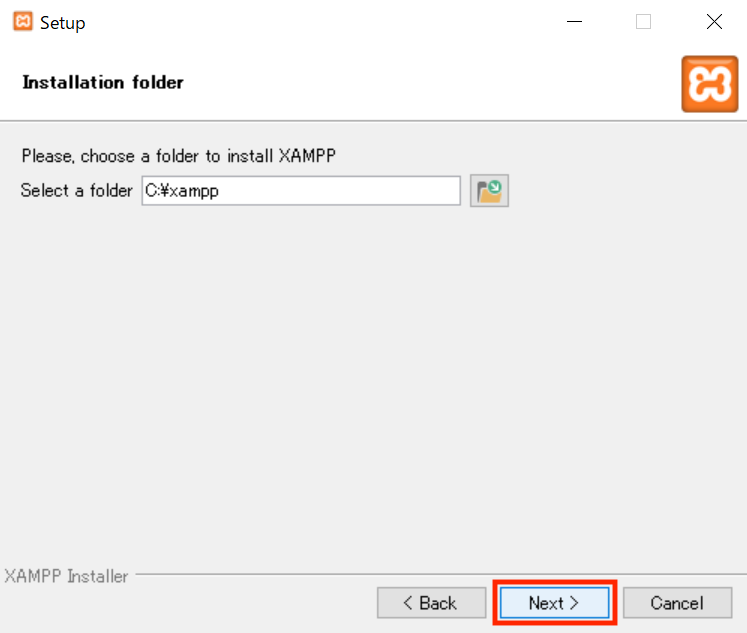 Setup
Installation folder
Please, choose a folder to install XAMPP
Select a folder C:¥xampp
XAMPP Installer
< Back Next > Cancel